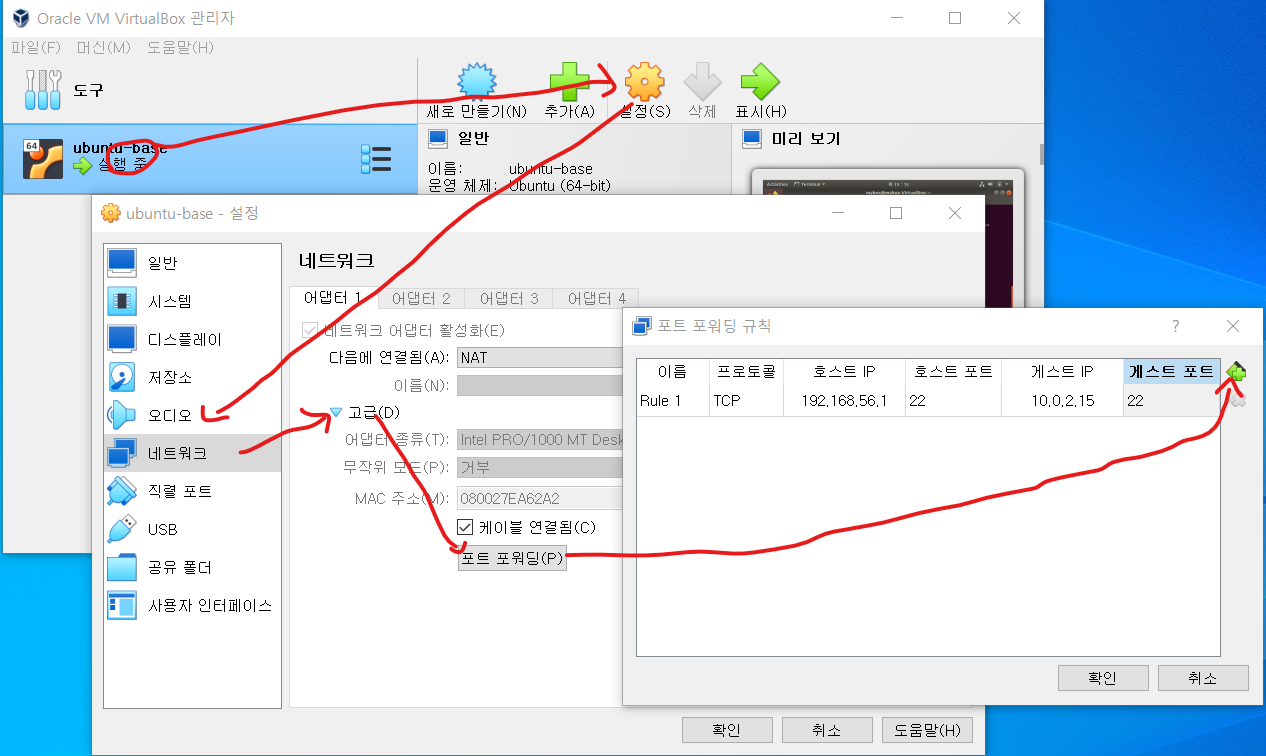 Oracle VM VirtualBox 관리자
파일(F) 머신(M) 도움말(H)
도구
새로 만들기(N) 추가(A) 설정(S) 삭제 표시(H)
64
ubuntu-base
실행 중
일반
이름: ubuntu-base
운영 체제: Ubuntu (64-bit)
미리 보기
Activities Terminal
ubuntu-base - 설정
일반
시스템
디스플레이
저장소
오디오
네트워크
직렬 포트
USB
공유 폴더
사용자 인터페이스
네트워크
어댑터 1 어댑터 2 어댑터 3 어댑터 4
네트워크 어댑터 활성화(E)
다음에 연결됨(A): NAT
이름(N):
고급(D)
어댑터 종류(T): Intel PRO/1000 MT Desk
무작위 모드(P): 거부
MAC 주소(M): 080027EA62A2
케이블 연결됨(C)
포트 포워딩(P)
확인 취소 도움말(H)
포트 포워딩 규칙
?
이름 프로토콜 호스트 IP 호스트 포트 게스트 IP 게스트 포트
Rule 1 TCP 192.168.56.1 22 10.0.2.15 22
확인 취소